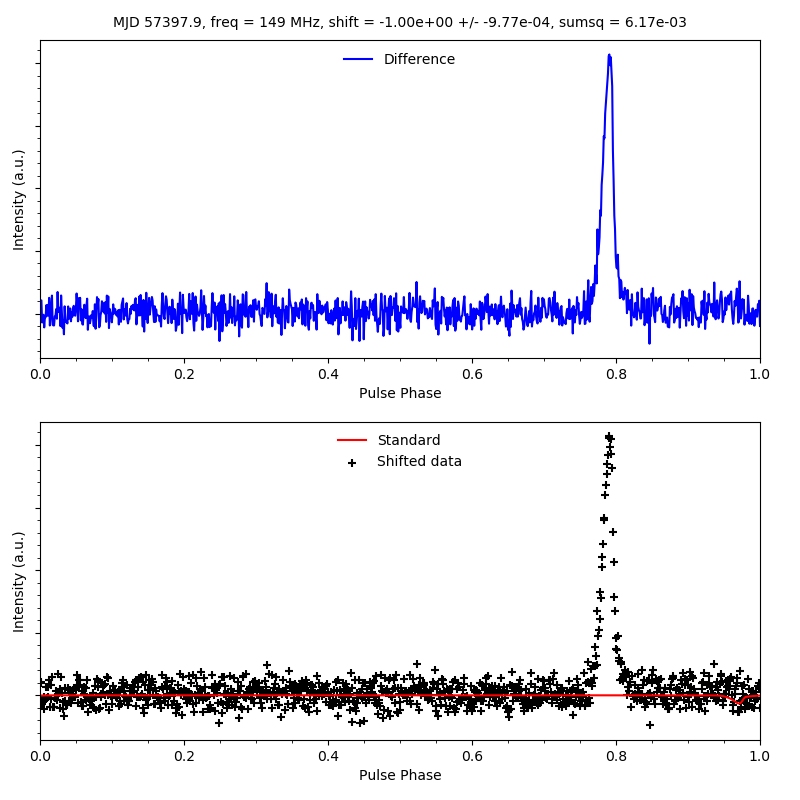 MJD 57397.9, freq = 149 MHz, shift = -1.00e+00 +/- -9.77e-04, sumsq = 6.17e-03
Difference
Intensity (a.u.)
0.0 0.2 0.4 0.6 0.8 1.0
Pulse Phase
Standard
Shifted data
Intensity (a.u.)
0.0 0.2 0.4 0.6 0.8 1.0
Pulse Phase